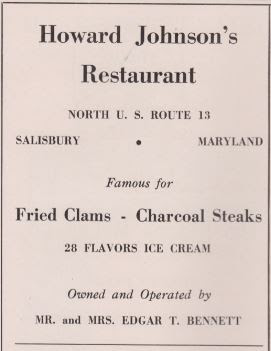 Howard Johnson's
Restaurant
NORTH U. S. ROUTE 13
SALISBURY • MARYLAND
Famous for
Fried Clams - Charcoal Steaks
28 FLAVORS ICE CREAM
Owned and Operated by
MR. and MRS. EDGAR T. BENNETT